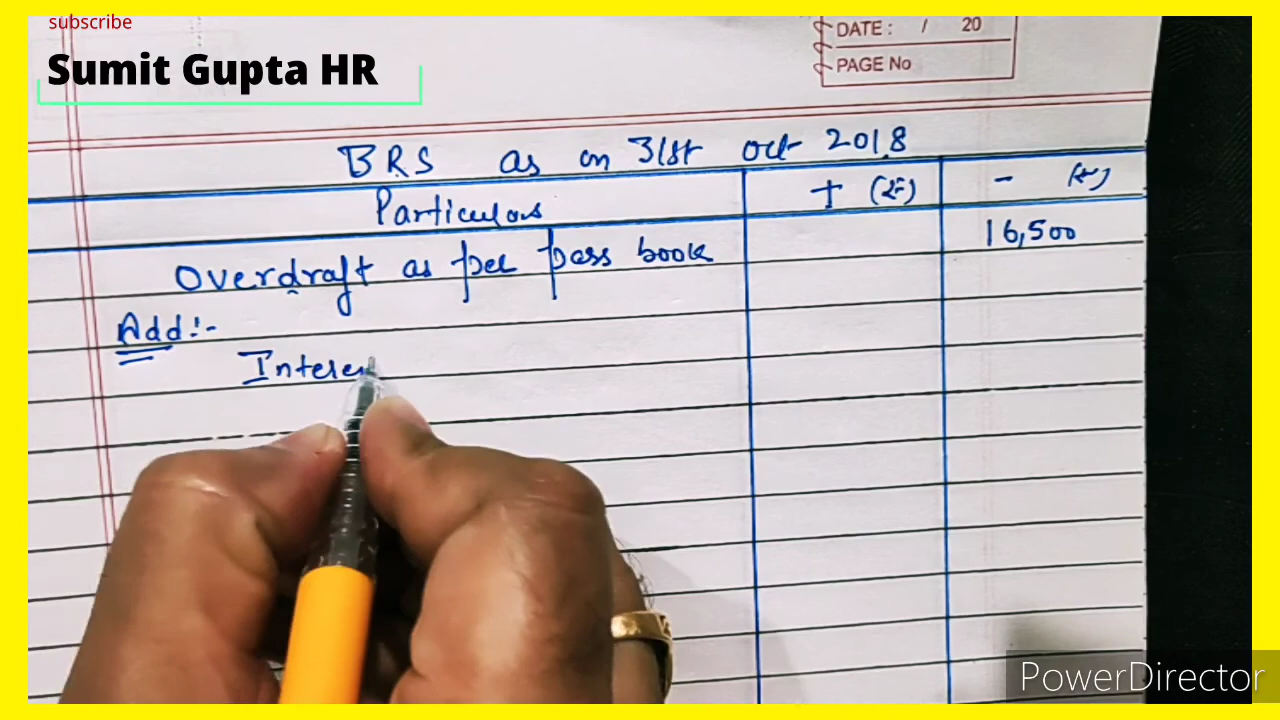 subscribe
Sumit Gupta HR
DATE : / 20
PAGE No
BRS as on 31st oct 2018
Particulars + (₹) - (₹)
Overdraft as per pass book 16,500
Add:-
Intere
PowerDirector